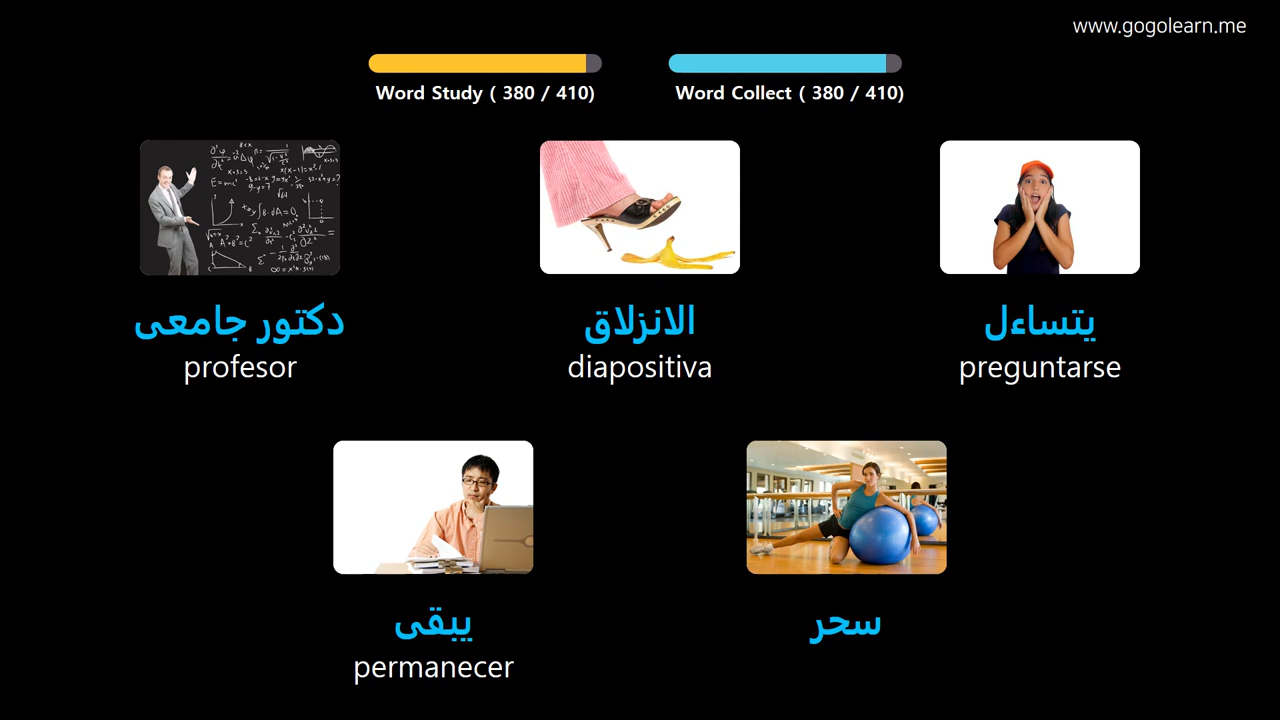 www.gogolearn.me
Word Study ( 380 / 410)
Word Collect ( 380 / 410)
دكتور جامعى
profesor
الانزلاق
diapositiva
يتساءل
preguntarse
يبقى
permanecer
سحر